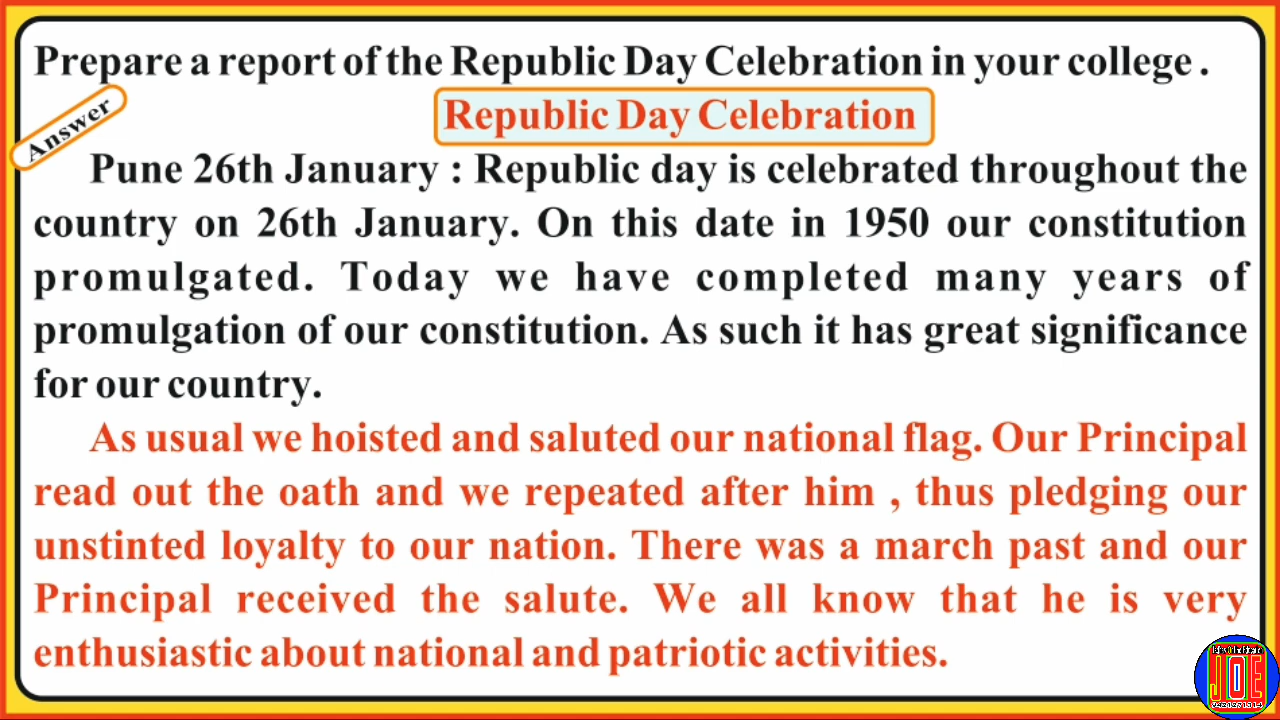 Prepare a report of the Republic Day Celebration in your college .
Answer
Republic Day Celebration
Pune 26th January : Republic day is celebrated throughout the
country on 26th January. On this date in 1950 our constitution
promulgated. Today we have completed many years of
promulgation of our constitution. As such it has great significance
for our country.
As usual we hoisted and saluted our national flag. Our Principal
read out the oath and we repeated after him , thus pledging our
unstinted loyalty to our nation. There was a march past and our
Principal received the salute. We all know that he is very
enthusiastic about national and patriotic activities.
JOE